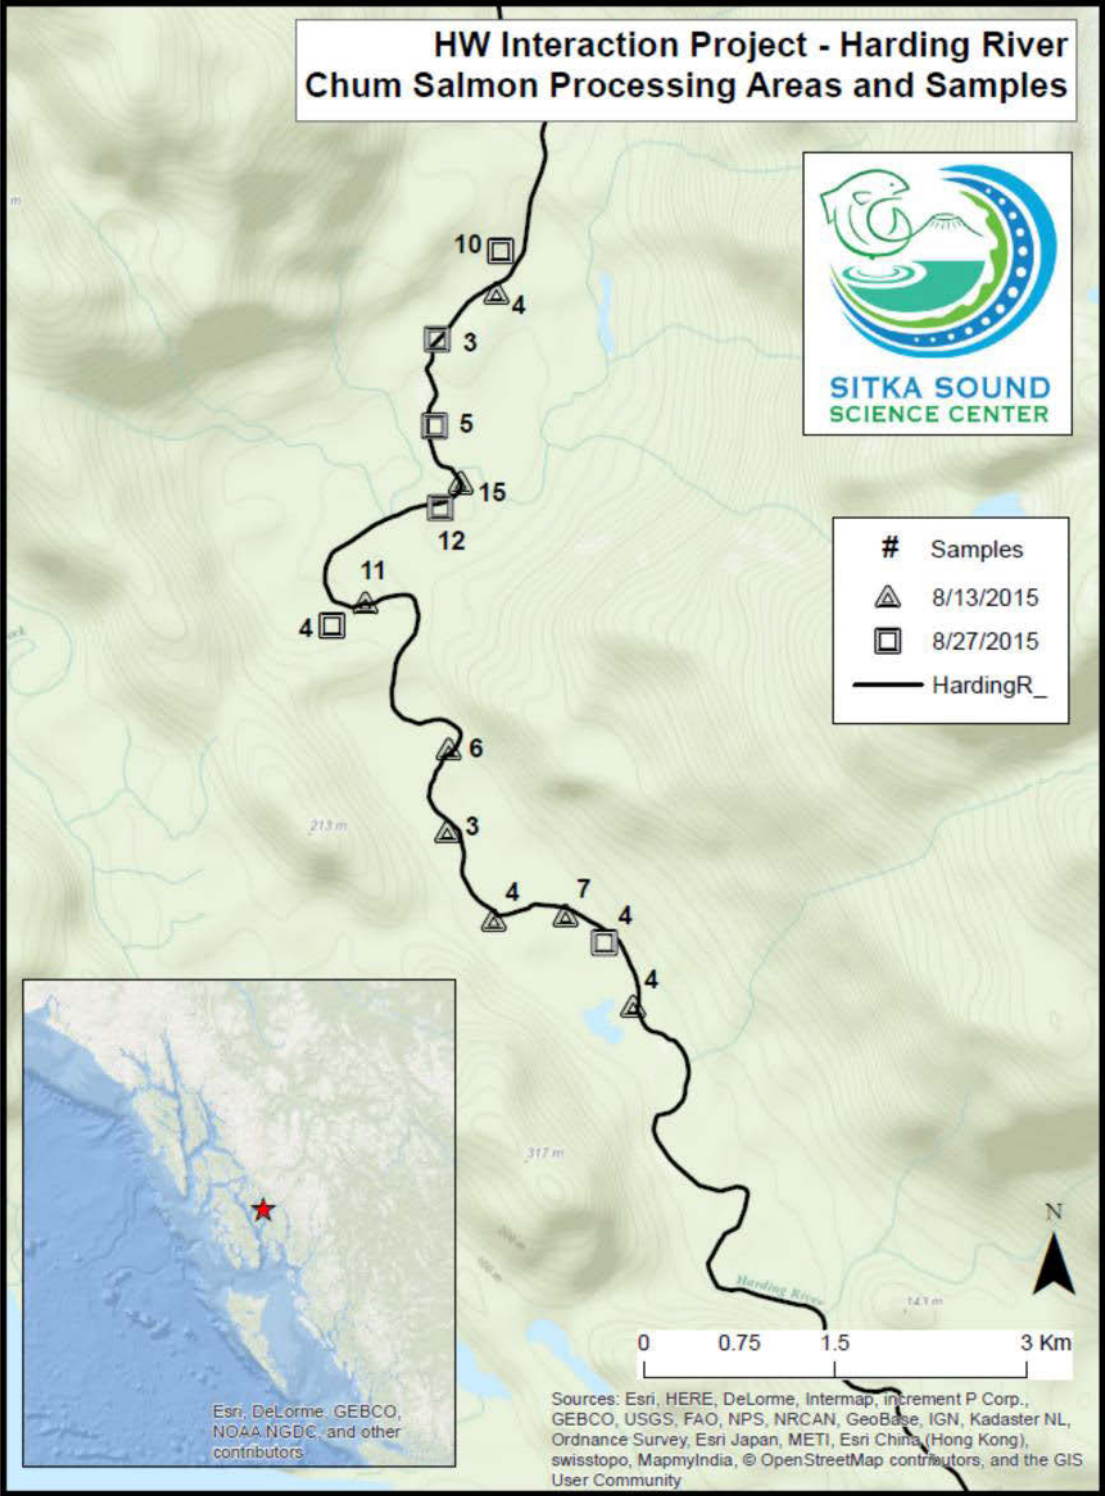 HW Interaction Project - Harding River
Chum Salmon Processing Areas and Samples
m
SITKA SOUND
SCIENCE CENTER
10
4
3
5
15
12
11
4
# Samples
8/13/2015
8/27/2015
HardingR_
6
3
213 m
4
7
4
4
317 m
N
Harding River
143 m
0 0.75 1.5 3 Km
Esri, DeLorme, GEBCO,
NOAA NGDC, and other
contributors
Sources: Esri, HERE, DeLorme, Intermap, increment P Corp.,
GEBCO, USGS, FAO, NPS, NRCAN, GeoBase, IGN, Kadaster NL,
Ordnance Survey, Esri Japan, METI, Esri China (Hong Kong),
swisstopo, MapmyIndia, © OpenStreetMap contributors, and the GIS
User Community